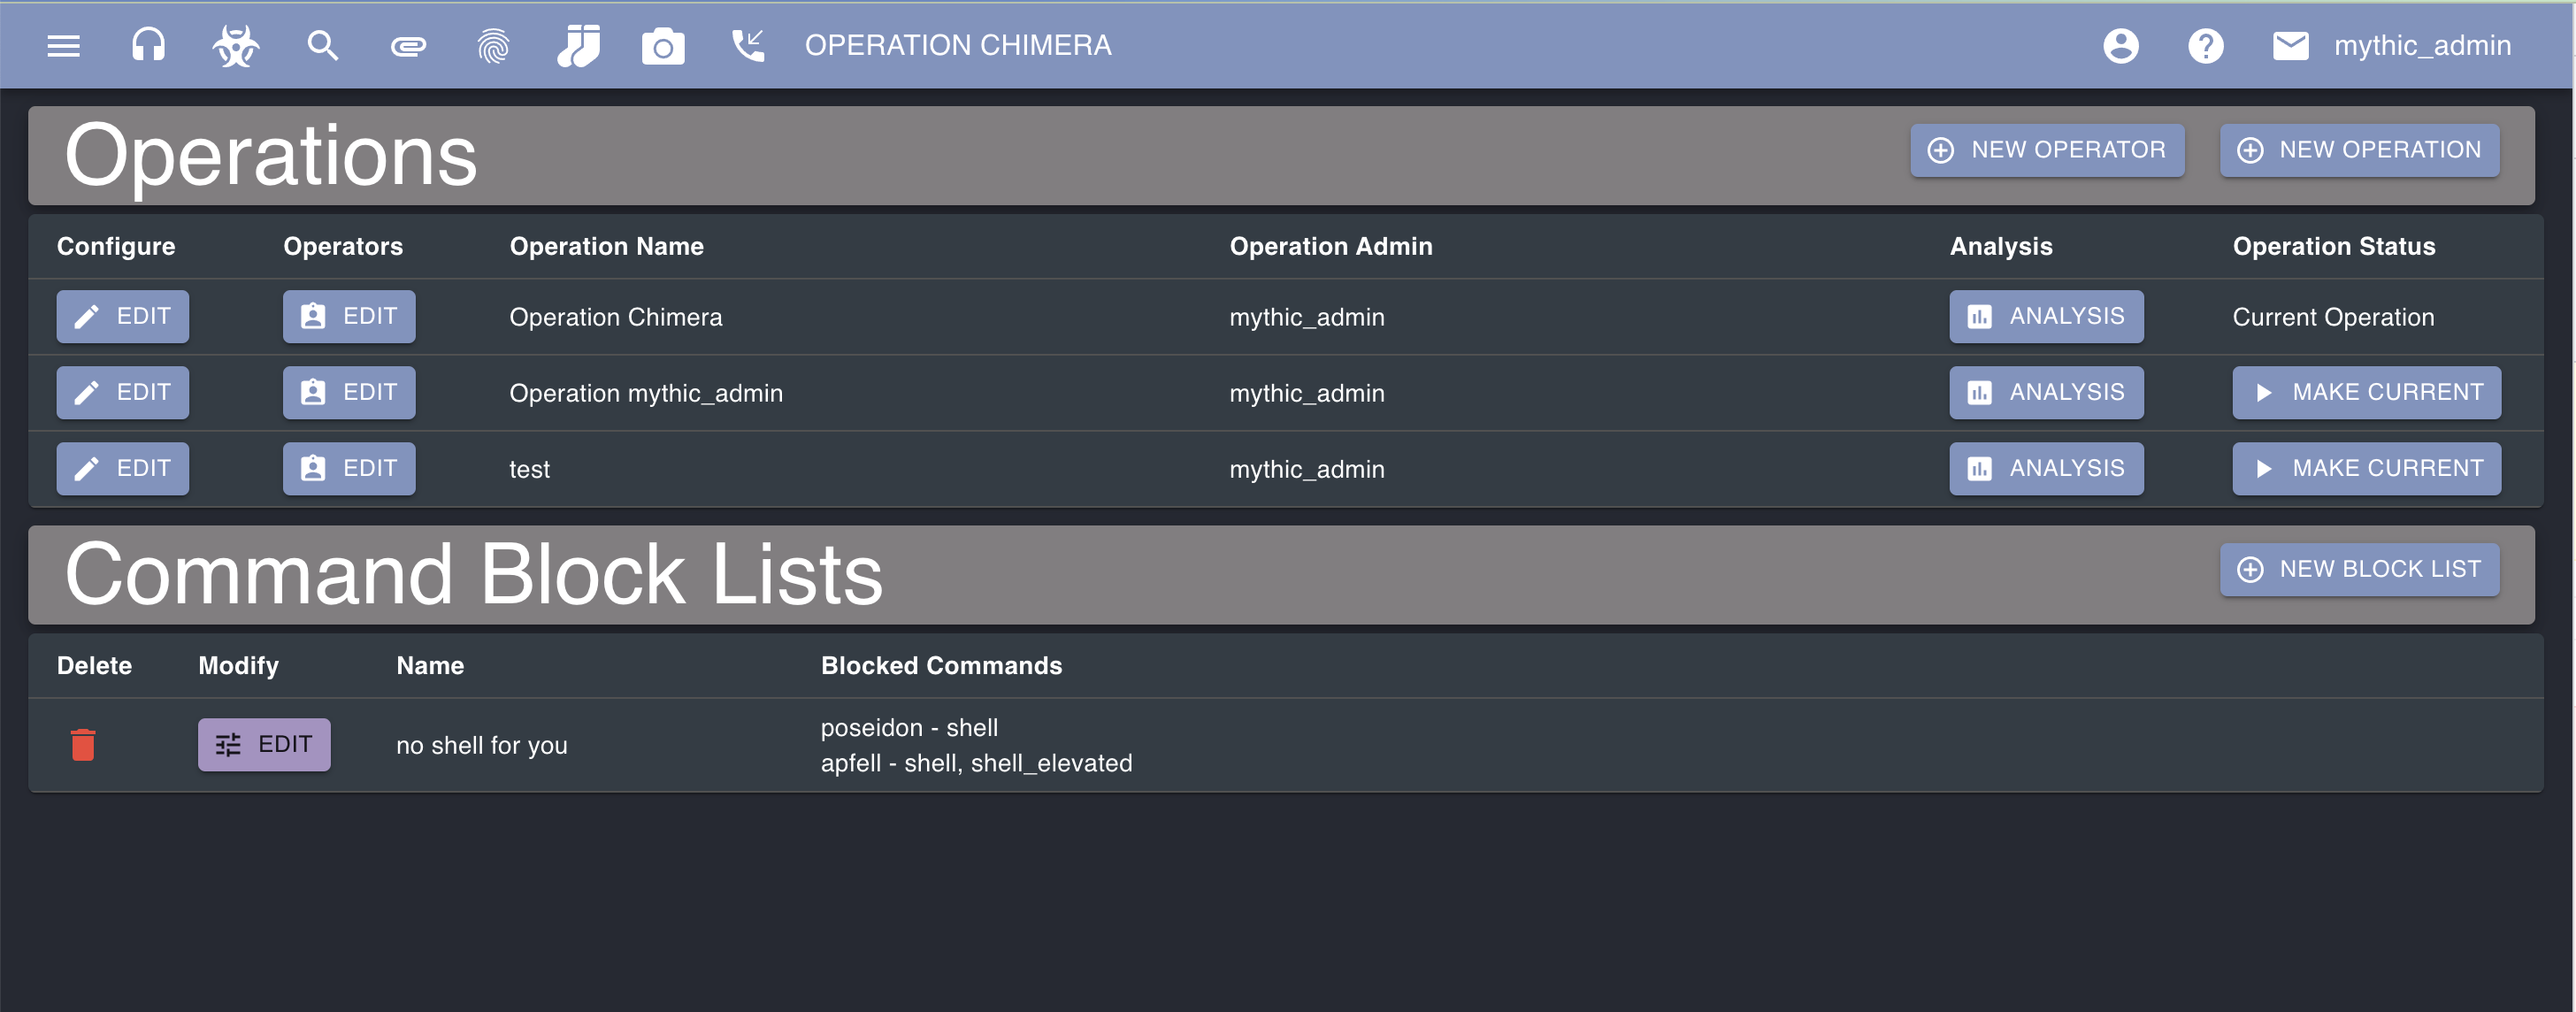 OPERATION CHIMERA mythic_admin
Operations NEW OPERATOR NEW OPERATION
Configure Operators Operation Name Operation Admin Analysis Operation Status
EDIT EDIT Operation Chimera mythic_admin ANALYSIS Current Operation
EDIT EDIT Operation mythic_admin mythic_admin ANALYSIS MAKE CURRENT
EDIT EDIT test mythic_admin ANALYSIS MAKE CURRENT
Command Block Lists NEW BLOCK LIST
Delete Modify Name Blocked Commands
EDIT no shell for you poseidon - shell
apfell - shell, shell_elevated